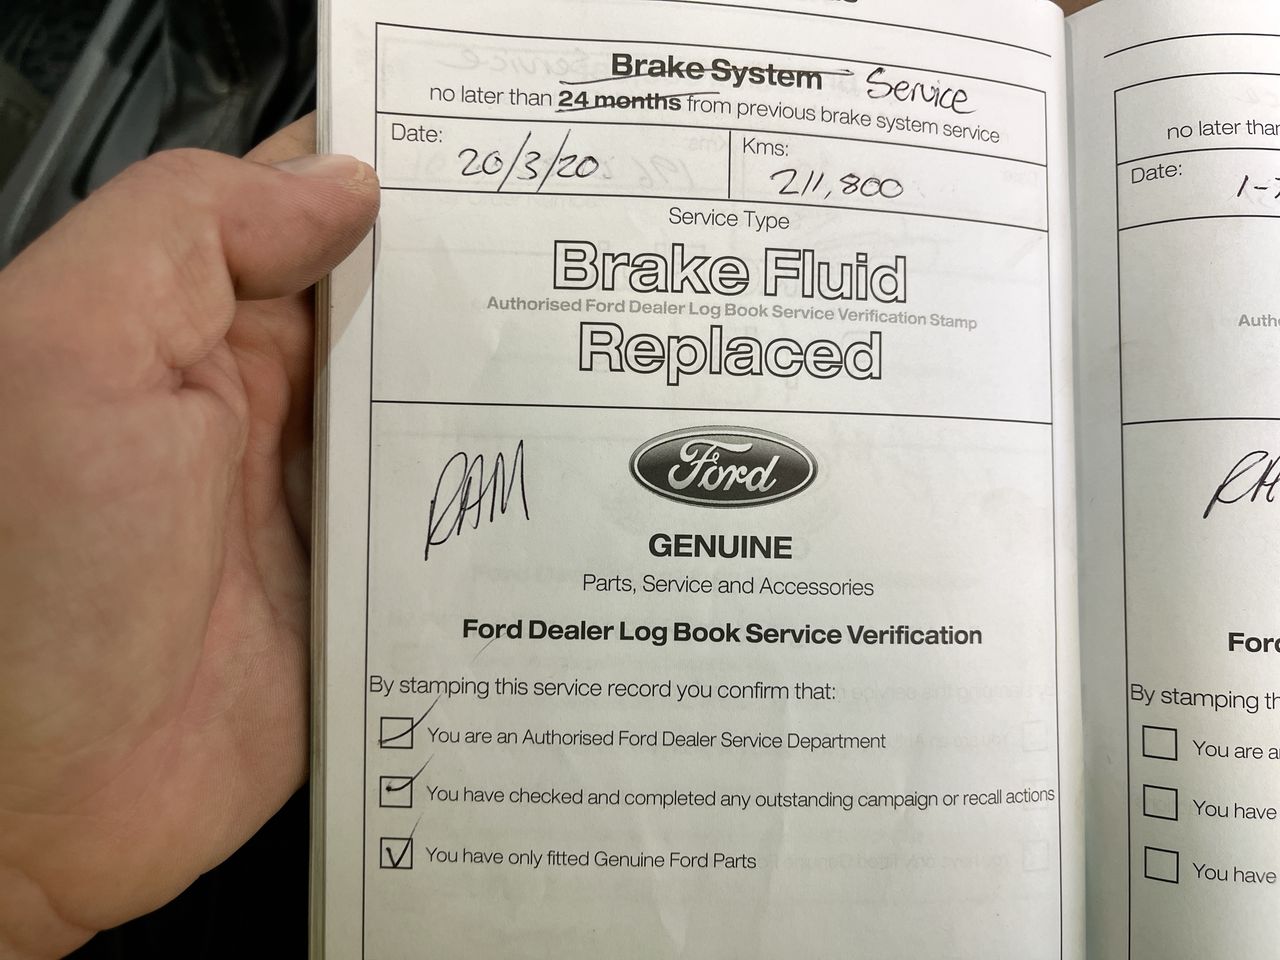 Brake System - Service
no later than 24 months from previous brake system service
Date:
20/3/20
Kms:
211,800
Service Type
Brake Fluid
Authorised Ford Dealer Log Book Service Verification Stamp
Replaced
RAM
Ford
GENUINE
Parts, Service and Accessories
Ford Dealer Log Book Service Verification
By stamping this service record you confirm that:
You are an Authorised Ford Dealer Service Department
You have checked and completed any outstanding campaign or recall actions
You have only fitted Genuine Ford Parts
no later than
Date:
By stamping
You are
You have
You have